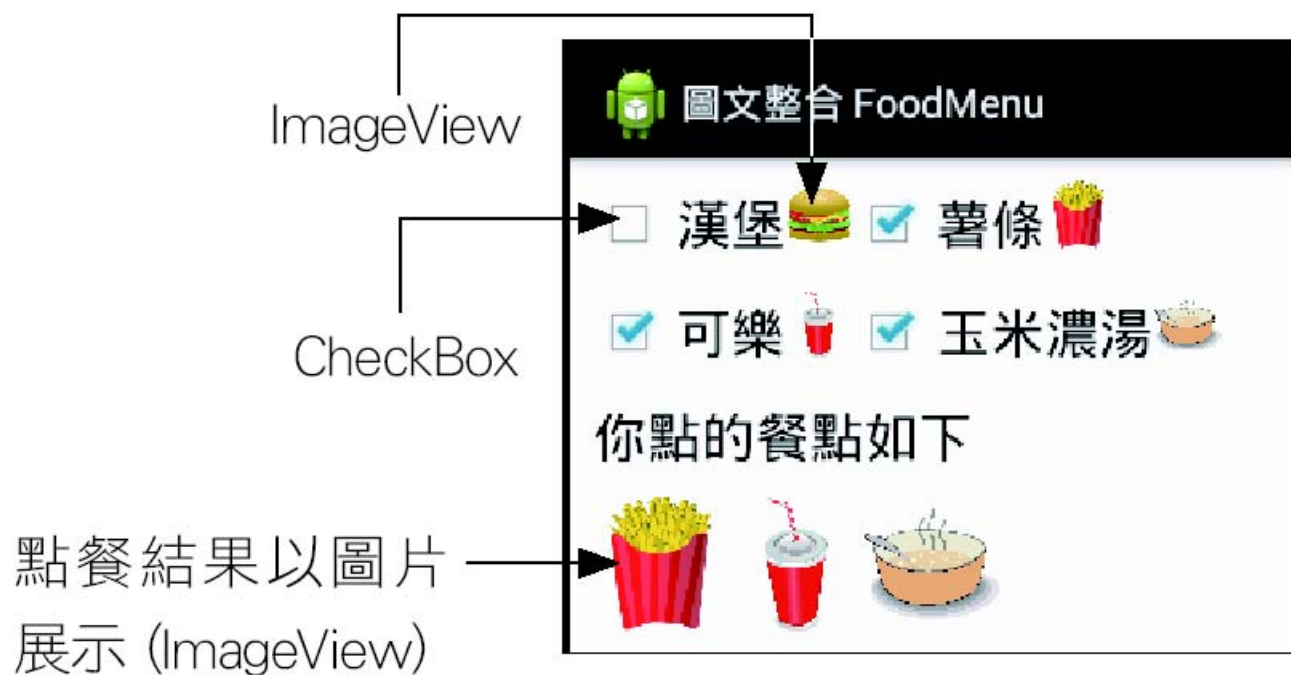 ImageView
圖文整合 FoodMenu
漢堡 薯條
CheckBox
可樂 玉米濃湯
你點的餐點如下
點餐結果以圖片
展示 (ImageView)